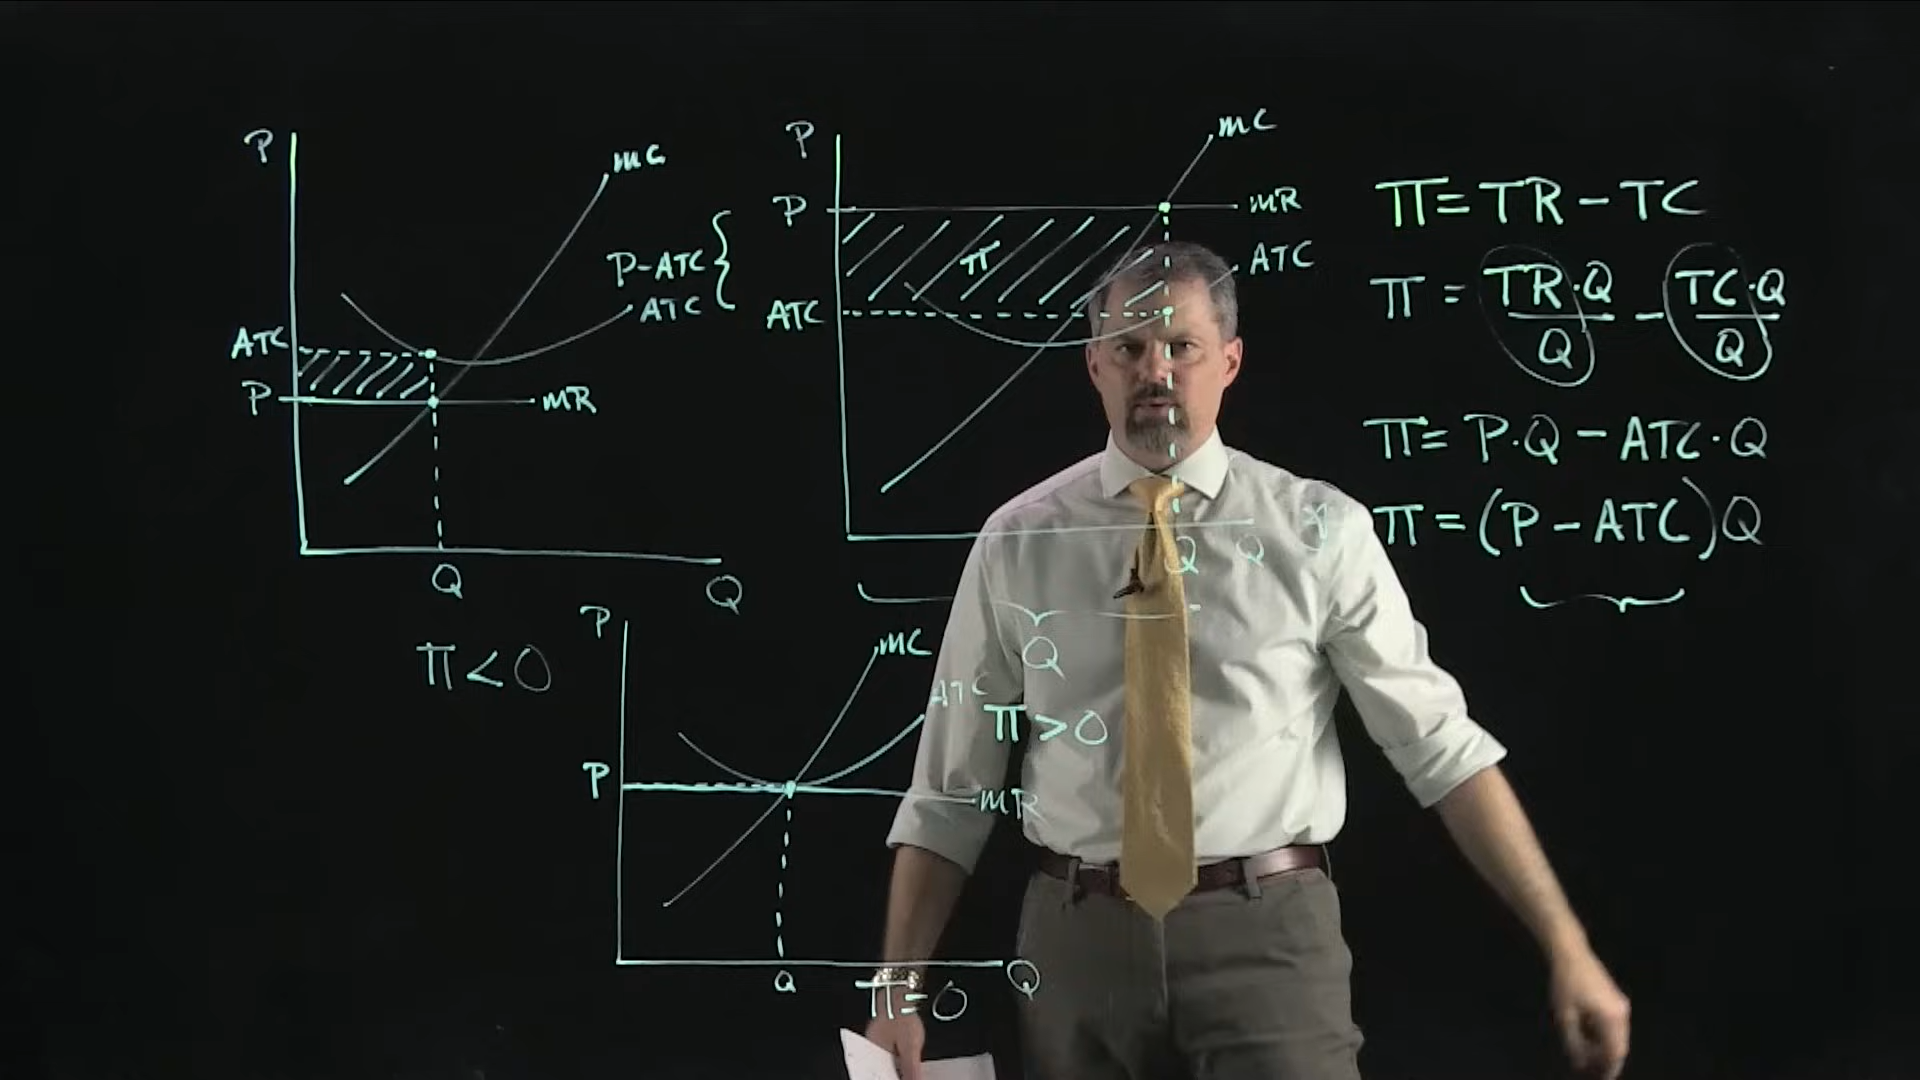 P
MC
P-ATC
ATC
ATC
P
MR
Q
Q
π<0
P
MC
P
MR
π
ATC
ATC
Q
Q
Q
π>0
P
MC
ATC
P
MR
Q
Q
π=0
π=TR-TC
π=TR·Q/Q-TC·Q/Q
π=P·Q-ATC·Q
π=(P-ATC)Q